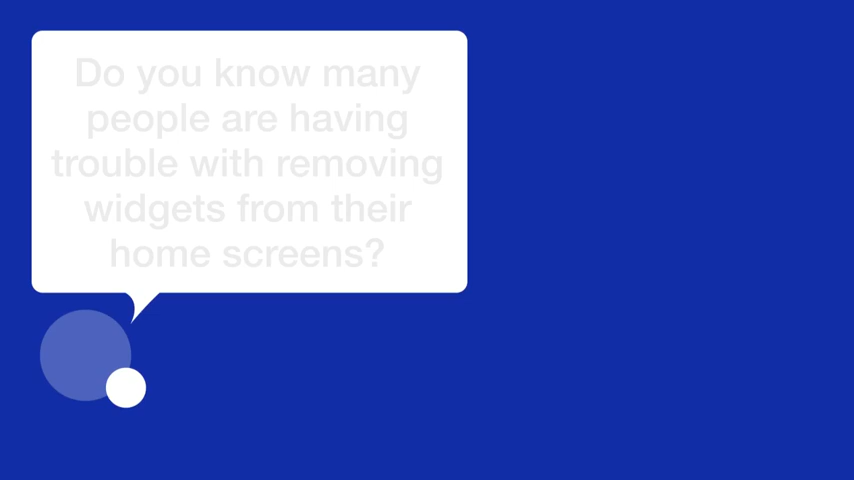 Do you know many
people are having
trouble with removing
widgets from their
home screens?